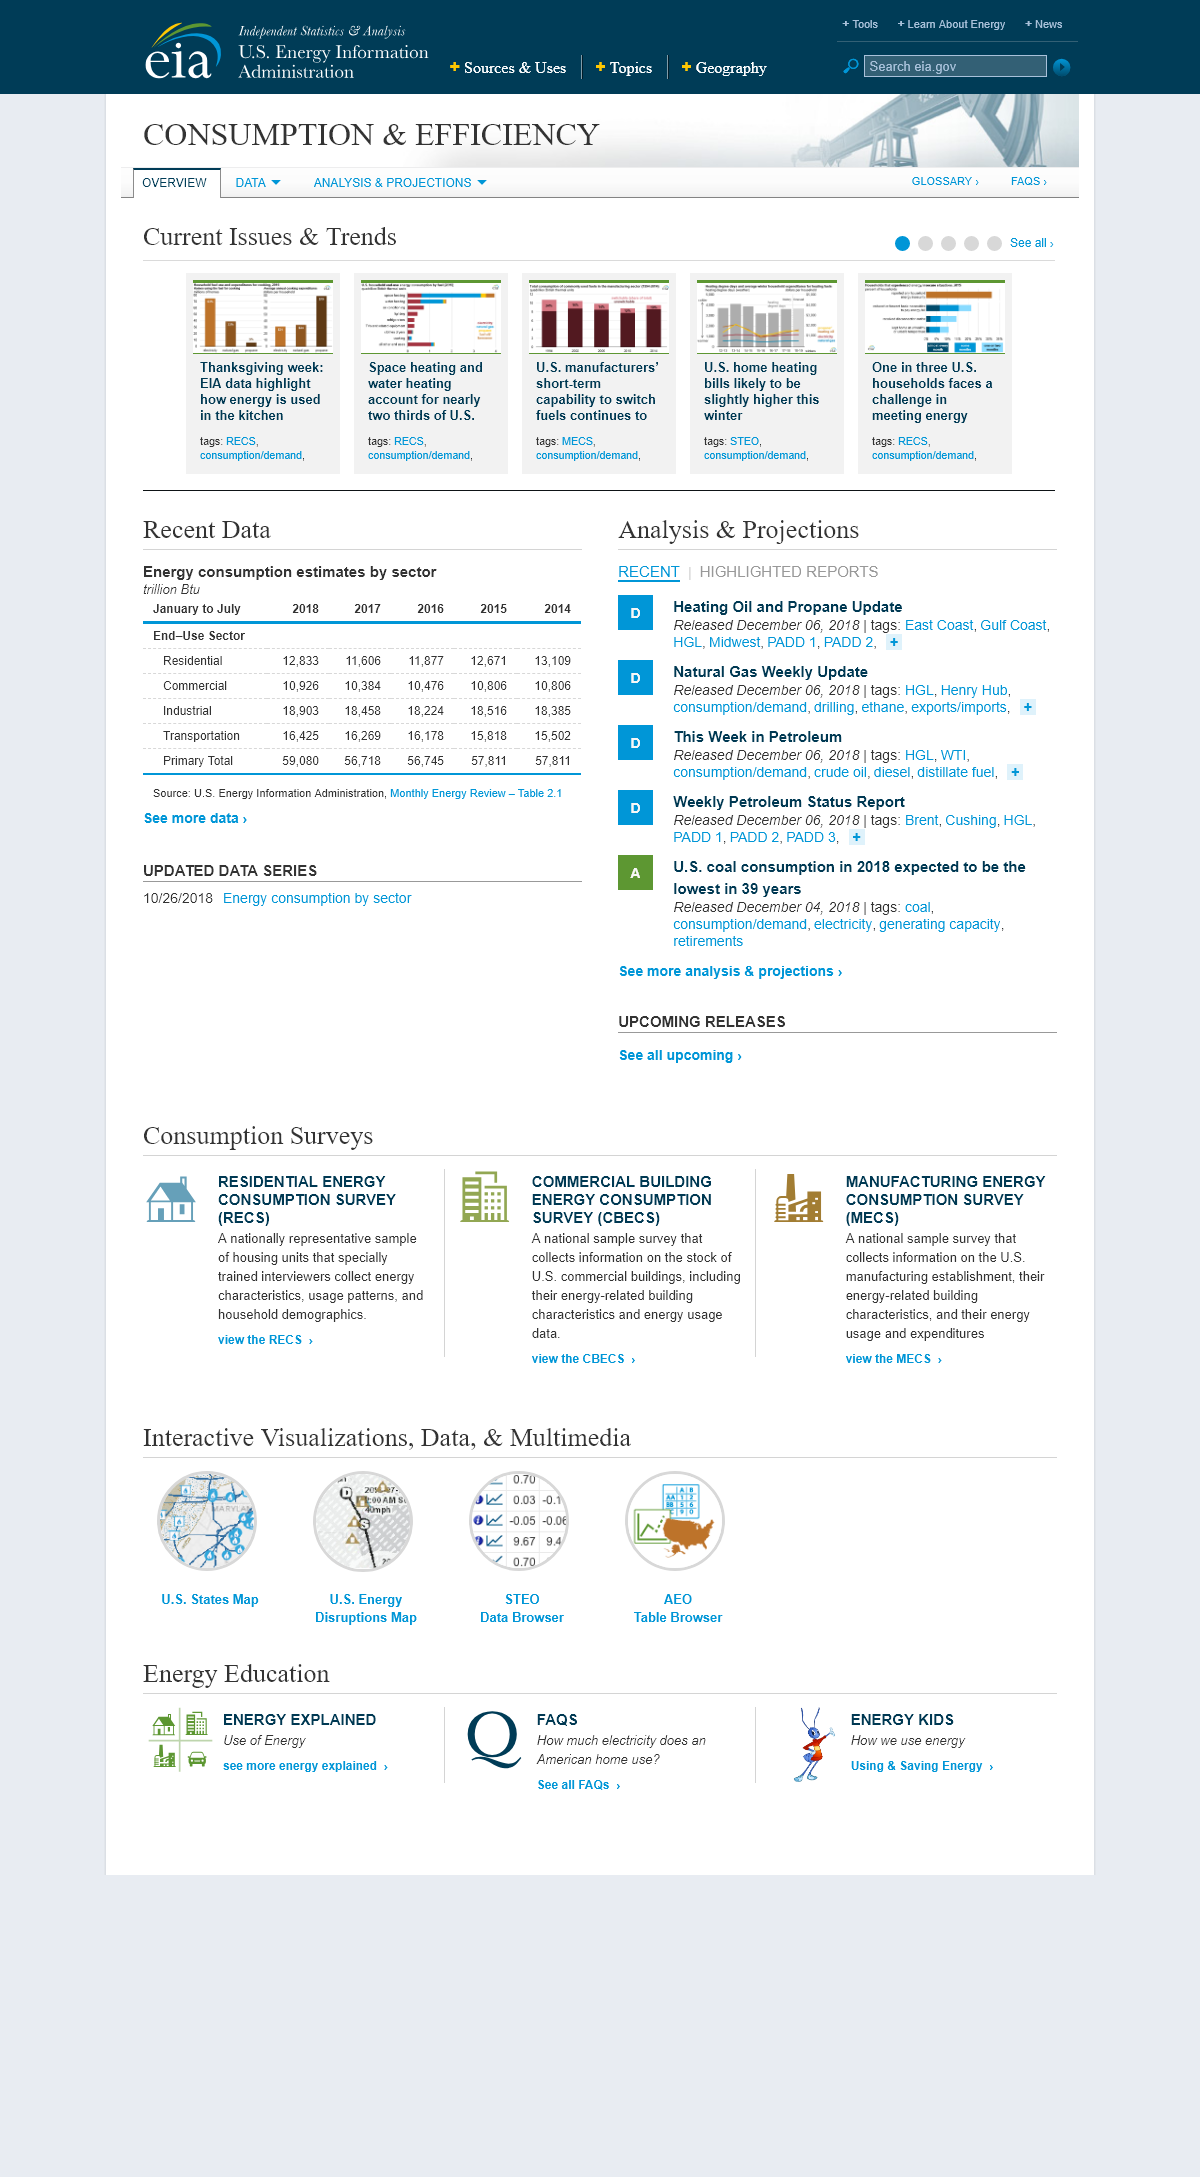 + Tools + Learn About Energy + News
Independent Statistics & Analysis
eia U.S. Energy Information
Administration
+ Sources & Uses + Topics + Geography
Search eia.gov
CONSUMPTION & EFFICIENCY
OVERVIEW DATA ANALYSIS & PROJECTIONS GLOSSARY › FAQS ›
Current Issues & Trends
See all ›
Thanksgiving week:
EIA data highlight
how energy is used
in the kitchen
tags: RECS,
consumption/demand,
Space heating and
water heating
account for nearly
two thirds of U.S.
tags: RECS,
consumption/demand,
U.S. manufacturers’
short-term
capability to switch
fuels continues to
tags: MECS,
consumption/demand,
U.S. home heating
bills likely to be
slightly higher this
winter
tags: STEO,
consumption/demand,
One in three U.S.
households faces a
challenge in
meeting energy
tags: RECS,
consumption/demand,
Recent Data
Energy consumption estimates by sector
trillion Btu
January to July 2018 2017 2016 2015 2014
End–Use Sector
Residential 12,833 11,606 11,877 12,671 13,109
Commercial 10,926 10,384 10,476 10,806 10,806
Industrial 18,903 18,458 18,224 18,516 18,385
Transportation 16,425 16,269 16,178 15,818 15,502
Primary Total 59,080 56,718 56,745 57,811 57,811
Source: U.S. Energy Information Administration, Monthly Energy Review – Table 2.1
See more data ›
UPDATED DATA SERIES
10/26/2018 Energy consumption by sector
Analysis & Projections
RECENT | HIGHLIGHTED REPORTS
D Heating Oil and Propane Update
Released December 06, 2018 | tags: East Coast, Gulf Coast,
HGL, Midwest, PADD 1, PADD 2, +
D Natural Gas Weekly Update
Released December 06, 2018 | tags: HGL, Henry Hub,
consumption/demand, drilling, ethane, exports/imports, +
D This Week in Petroleum
Released December 06, 2018 | tags: HGL, WTI,
consumption/demand, crude oil, diesel, distillate fuel, +
D Weekly Petroleum Status Report
Released December 06, 2018 | tags: Brent, Cushing, HGL,
PADD 1, PADD 2, PADD 3, +
A U.S. coal consumption in 2018 expected to be the
lowest in 39 years
Released December 04, 2018 | tags: coal,
consumption/demand, electricity, generating capacity,
retirements
See more analysis & projections ›
UPCOMING RELEASES
See all upcoming ›
Consumption Surveys
RESIDENTIAL ENERGY
CONSUMPTION SURVEY
(RECS)
A nationally representative sample
of housing units that specially
trained interviewers collect energy
characteristics, usage patterns, and
household demographics.
view the RECS ›
COMMERCIAL BUILDING
ENERGY CONSUMPTION
SURVEY (CBECS)
A national sample survey that
collects information on the stock of
U.S. commercial buildings, including
their energy-related building
characteristics and energy usage
data.
view the CBECS ›
MANUFACTURING ENERGY
CONSUMPTION SURVEY
(MECS)
A national sample survey that
collects information on the U.S.
manufacturing establishment, their
energy-related building
characteristics, and their energy
usage and expenditures
view the MECS ›
Interactive Visualizations, Data, & Multimedia
0.70
0.03 -0.1
-0.05 -0.06
9.67 9.4
0.70
U.S. States Map
U.S. Energy
Disruptions Map
STEO
Data Browser
AEO
Table Browser
Energy Education
ENERGY EXPLAINED
Use of Energy
see more energy explained ›
Q
FAQS
How much electricity does an
American home use?
See all FAQs ›
ENERGY KIDS
How we use energy
Using & Saving Energy ›